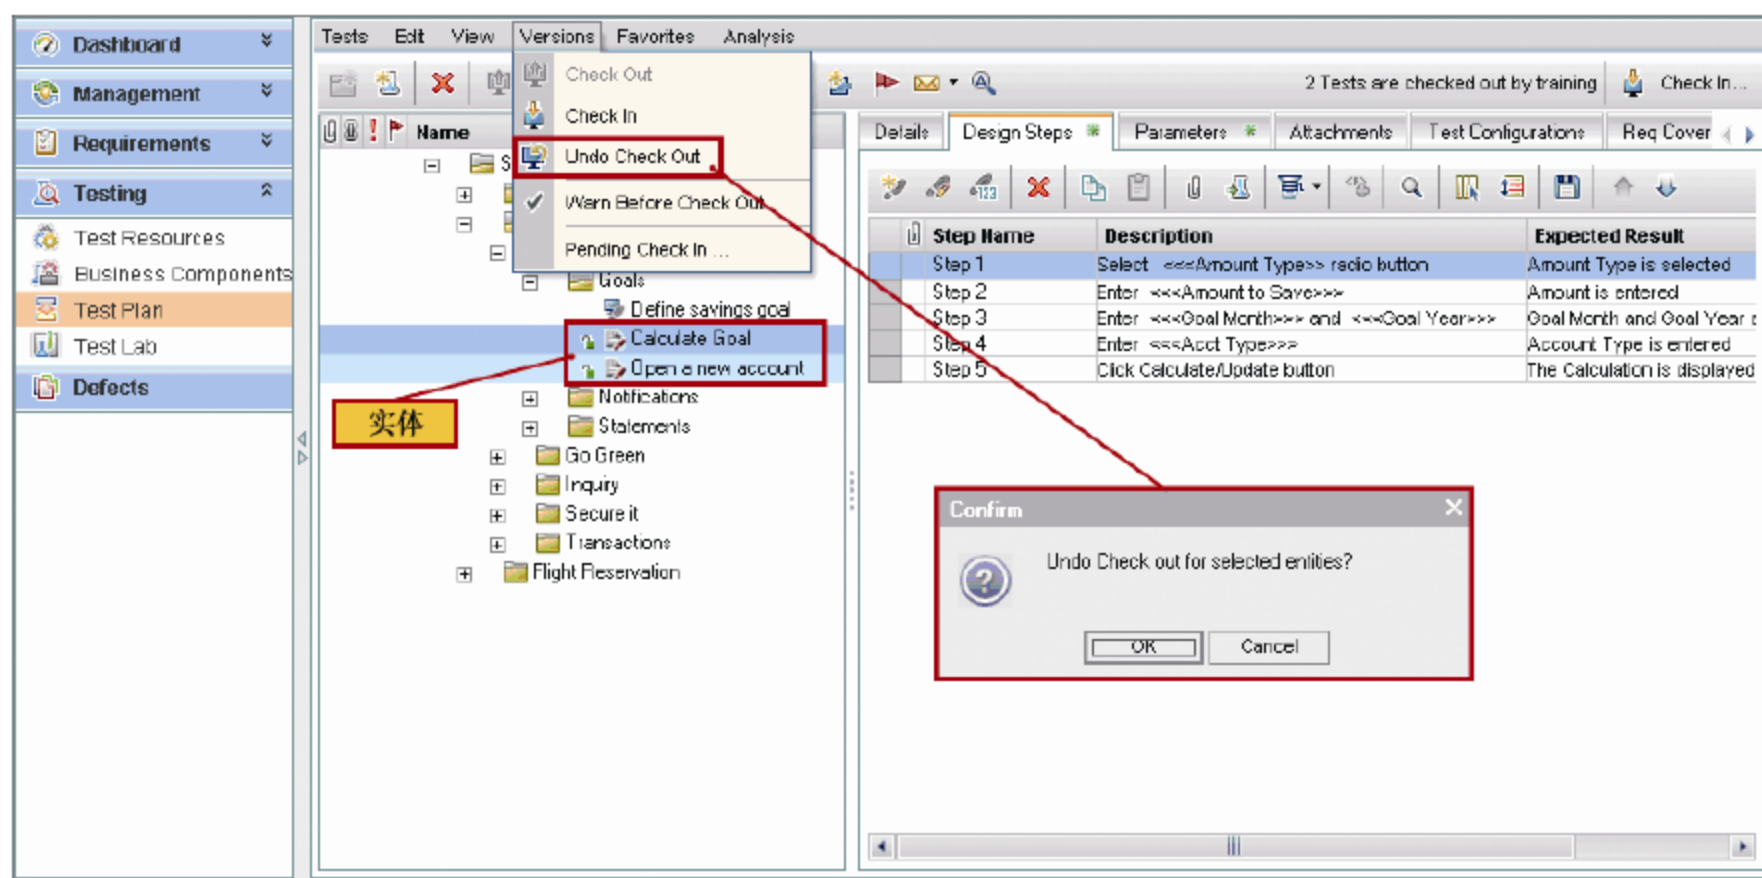 Dashboard
Management
Requirements
Testing
Test Resources
Business Components
Test Plan
Test Lab
Defects
Tests Edit View Versions Favorites Analysis
2 Tests are checked out by training Check In...
Check Out
Check In
Undo Check Out
Warn Before Check Out
Pending Check In ...
Name
S
Goals
Define savings goal
Calculate Goal
Open a new account
Notifications
Statements
Go Green
Inquiry
Secure it
Transactions
Flight Reservation
实体
Details Design Steps Parameters Attachments Test Configurations Req Cover
Step Name Description Expected Result
Step 1 Select <<<Amount Type>> radio button Amount Type is selected
Step 2 Enter <<<Amount to Save>>> Amount is entered
Step 3 Enter <<<Goal Month>>> and <<<Goal Year>>> Goal Month and Goal Year
Step 4 Enter <<<Acct Type>>> Account Type is entered
Step 5 Click Calculate/Update button The Calculation is displayed
Confirm
Undo Check out for selected entities?
OK Cancel